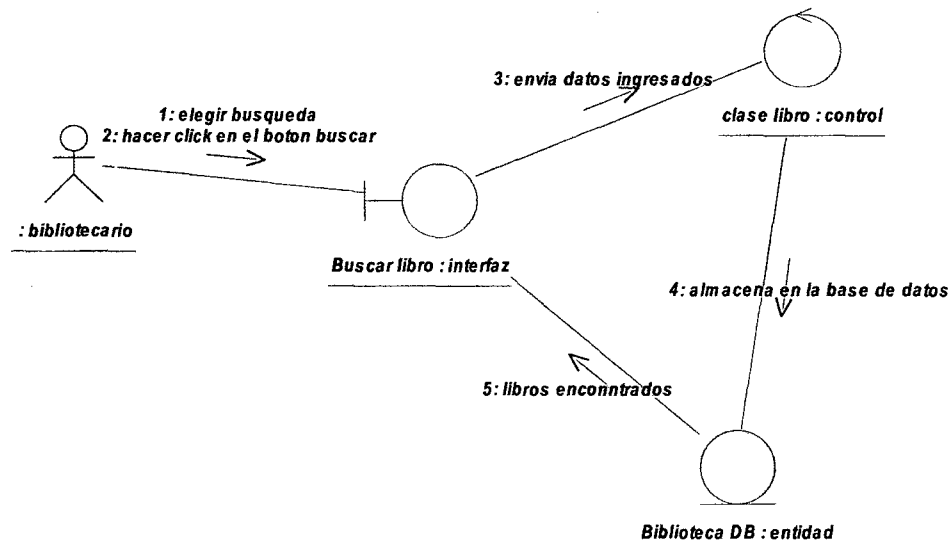 3: envia datos ingresados
1: elegir busqueda
2: hacer click en el boton buscar
clase libro : control
: bibliotecario
Buscar libro : interfaz
4: almacena en la base de datos
5: libros enconntrados
Biblioteca DB : entidad